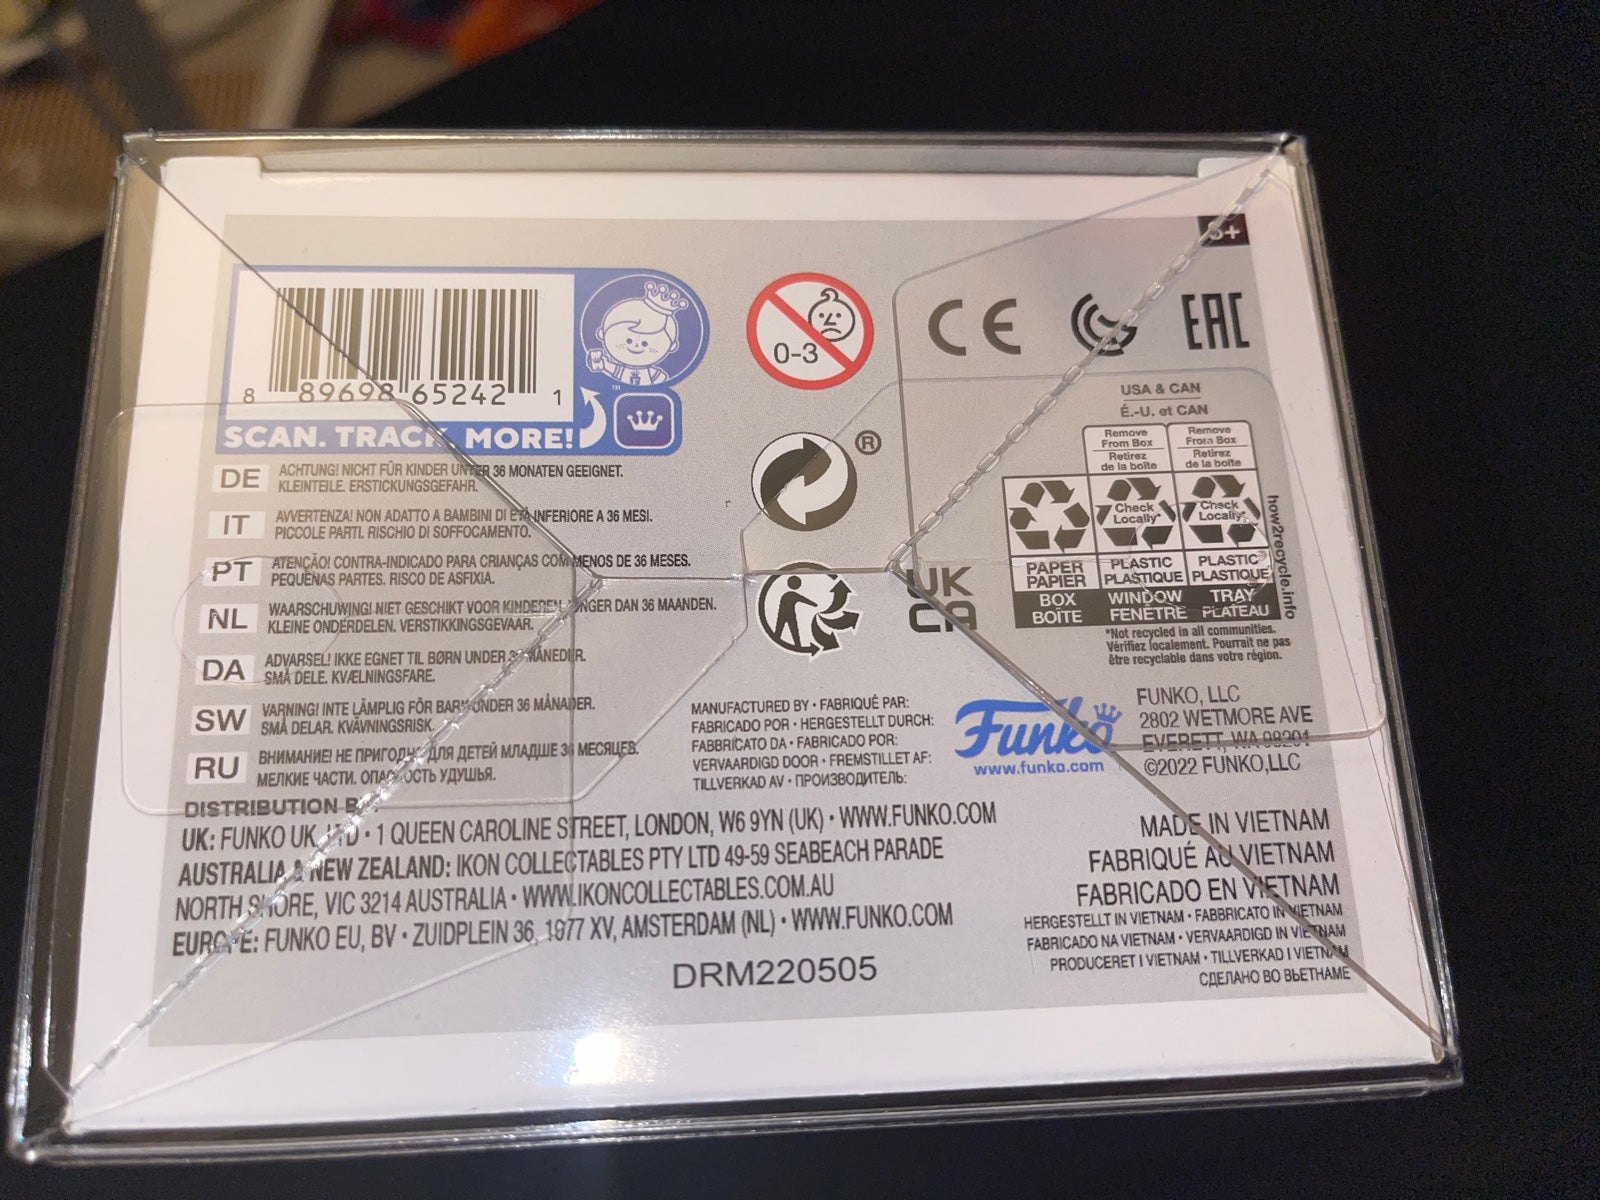 3+
8 89698 65242 1
™
SCAN. TRACK. MORE!
0-3
CE
EAC
®
USA & CAN
É.-U. et CAN
Remove
From Box
Retirez
de la boîte
Remove
From Box
Retirez
de la boîte
Check
Locally*
Check
Locally*
PAPER
PAPIER
PLASTIC
PLASTIQUE
PLASTIC
PLASTIQUE
BOX
BOÎTE
WINDOW
FENÊTRE
TRAY
PLATEAU
how2recycle.info
*Not recycled in all communities.
Vérifiez localement. Pourrait ne pas
être recyclable dans votre région.
UK
CA
DE ACHTUNG! NICHT FÜR KINDER UNTER 36 MONATEN GEEIGNET.
KLEINTEILE. ERSTICKUNGSGEFAHR.
IT AVVERTENZA! NON ADATTO A BAMBINI DI ETÀ INFERIORE A 36 MESI.
PICCOLE PARTI. RISCHIO DI SOFFOCAMENTO.
PT ATENÇÃO! CONTRA-INDICADO PARA CRIANÇAS COM MENOS DE 36 MESES.
PEQUENAS PARTES. RISCO DE ASFIXIA.
NL WAARSCHUWING! NIET GESCHIKT VOOR KINDEREN JONGER DAN 36 MAANDEN.
KLEINE ONDERDELEN. VERSTIKKINGSGEVAAR.
DA ADVARSEL! IKKE EGNET TIL BØRN UNDER 36 MÅNEDER.
SMÅ DELE. KVÆLNINGSFARE.
SW VARNING! INTE LÄMPLIG FÖR BARN UNDER 36 MÅNADER.
SMÅ DELAR. KVÄVNINGSRISK.
RU ВНИМАНИЕ! НЕ ПРИГОДНО ДЛЯ ДЕТЕЙ МЛАДШЕ 36 МЕСЯЦЕВ.
МЕЛКИЕ ЧАСТИ. ОПАСНОСТЬ УДУШЬЯ.
MANUFACTURED BY • FABRIQUÉ PAR:
FABRICADO POR • HERGESTELLT DURCH:
FABBRICATO DA • FABRICADO POR:
VERVAARDIGD DOOR • FREMSTILLET AF:
TILLVERKAD AV • ПРОИЗВОДИТЕЛЬ:
Funko
www.funko.com
FUNKO, LLC
2802 WETMORE AVE
EVERETT, WA 98201
©2022 FUNKO,LLC
DISTRIBUTION BY:
UK: FUNKO UK, LTD • 1 QUEEN CAROLINE STREET, LONDON, W6 9YN (UK) • WWW.FUNKO.COM
AUSTRALIA & NEW ZEALAND: IKON COLLECTABLES PTY LTD 49-59 SEABEACH PARADE
NORTH SHORE, VIC 3214 AUSTRALIA • WWW.IKONCOLLECTABLES.COM.AU
EUROPE: FUNKO EU, BV • ZUIDPLEIN 36, 1977 XV, AMSTERDAM (NL) • WWW.FUNKO.COM
MADE IN VIETNAM
FABRIQUÉ AU VIETNAM
FABRICADO EN VIETNAM
HERGESTELLT IN VIETNAM • FABBRICATO IN VIETNAM
FABRICADO NA VIETNAM • VERVAARDIGD IN VIETNAM
PRODUCERET I VIETNAM • TILLVERKAD I VIETNAM
СДЕЛАНО ВО ВЬЕТНАМЕ
DRM220505